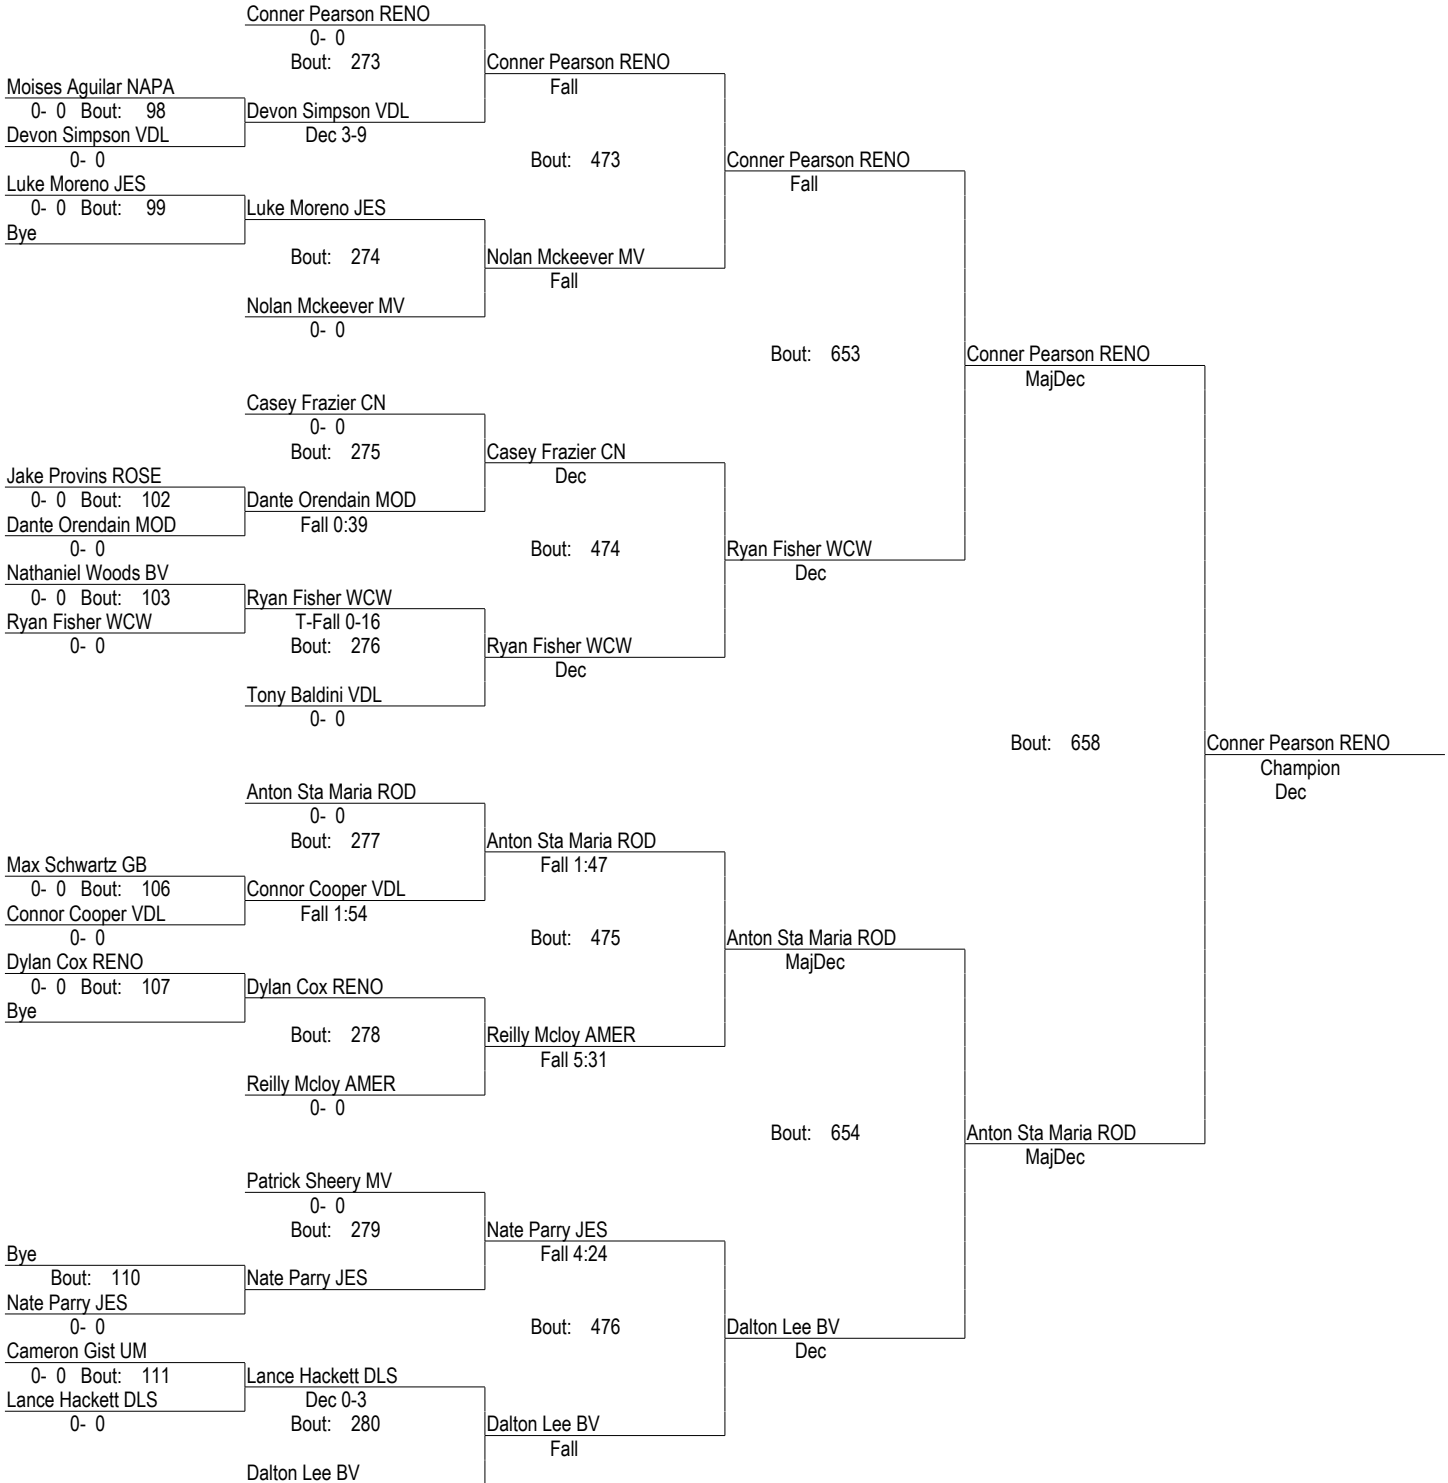 Conner Pearson RENO
0- 0
Bout: 273
Conner Pearson RENO
Fall
Moises Aguilar NAPA
0- 0 Bout: 98
Devon Simpson VDL
Devon Simpson VDL
Dec 3-9
0- 0
Bout: 473
Conner Pearson RENO
Fall
Luke Moreno JES
0- 0 Bout: 99
Luke Moreno JES
Bye
Bout: 274
Nolan Mckeever MV
Fall
Nolan Mckeever MV
0- 0
Bout: 653
Conner Pearson RENO
MajDec
Casey Frazier CN
0- 0
Bout: 275
Casey Frazier CN
Dec
Jake Provins ROSE
0- 0 Bout: 102
Dante Orendain MOD
Dante Orendain MOD
Fall 0:39
0- 0
Bout: 474
Ryan Fisher WCW
Dec
Nathaniel Woods BV
0- 0 Bout: 103
Ryan Fisher WCW
Ryan Fisher WCW
T-Fall 0-16
0- 0
Bout: 276
Ryan Fisher WCW
Dec
Tony Baldini VDL
0- 0
Bout: 658
Conner Pearson RENO
Champion
Dec
Anton Sta Maria ROD
0- 0
Bout: 277
Anton Sta Maria ROD
Fall 1:47
Max Schwartz GB
0- 0 Bout: 106
Connor Cooper VDL
Connor Cooper VDL
Fall 1:54
0- 0
Bout: 475
Anton Sta Maria ROD
MajDec
Dylan Cox RENO
0- 0 Bout: 107
Dylan Cox RENO
Bye
Bout: 278
Reilly Mcloy AMER
Fall 5:31
Reilly Mcloy AMER
0- 0
Bout: 654
Anton Sta Maria ROD
MajDec
Patrick Sheery MV
0- 0
Bout: 279
Nate Parry JES
Fall 4:24
Bye
Bout: 110
Nate Parry JES
Nate Parry JES
0- 0
Bout: 476
Dalton Lee BV
Dec
Cameron Gist UM
0- 0 Bout: 111
Lance Hackett DLS
Lance Hackett DLS
Dec 0-3
0- 0
Bout: 280
Dalton Lee BV
Fall
Dalton Lee BV